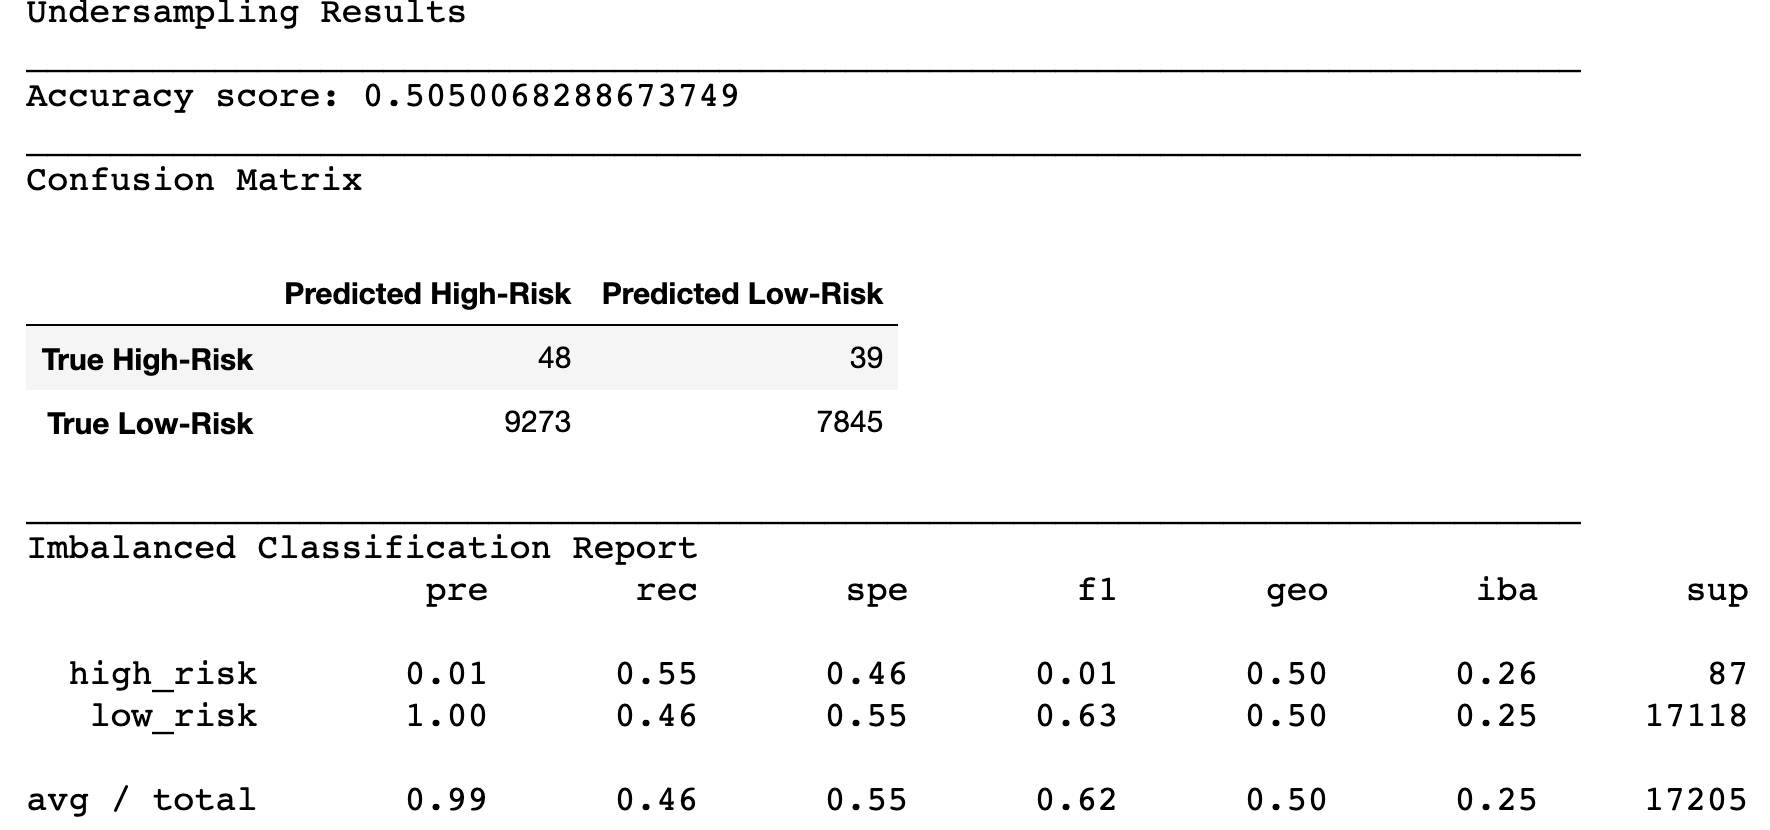 Undersampling Results
Accuracy score: 0.5050068288673749
Confusion Matrix
Predicted High-Risk Predicted Low-Risk
True High-Risk 48 39
True Low-Risk 9273 7845
Imbalanced Classification Report
pre rec spe f1 geo iba sup
high_risk 0.01 0.55 0.46 0.01 0.50 0.26 87
low_risk 1.00 0.46 0.55 0.63 0.50 0.25 17118
avg / total 0.99 0.46 0.55 0.62 0.50 0.25 17205